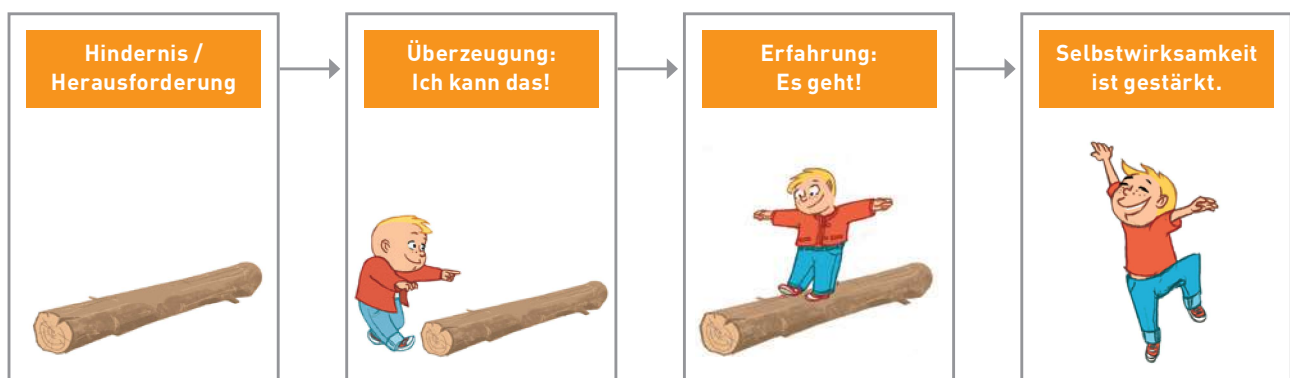 Hindernis /
Herausforderung
Überzeugung:
Ich kann das!
Erfahrung:
Es geht!
Selbstwirksamkeit
ist gestärkt.